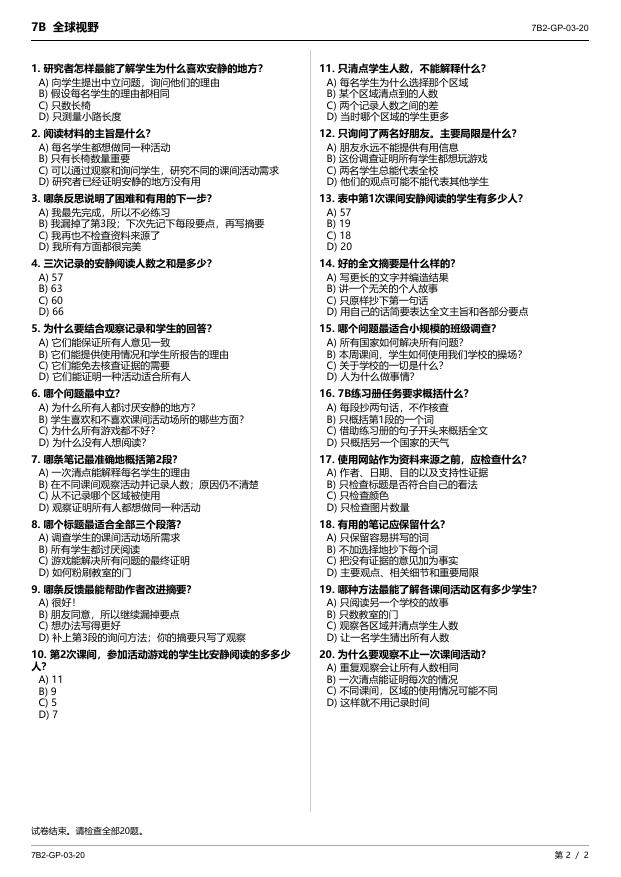 7B 全球视野
7B2-GP-03-20
1. 研究者怎样最能了解学生为什么喜欢安静的地方？
A) 向学生提出中立问题，询问他们的理由
B) 假设每名学生的理由都相同
C) 只数长椅
D) 只测量小路长度
2. 阅读材料的主旨是什么？
A) 每名学生都想做同一种活动
B) 只有长椅数量重要
C) 可以通过观察和询问学生，研究不同的课间活动需求
D) 研究者已经证明安静的地方没有用
3. 哪条反思说明了困难和有用的下一步？
A) 我最先完成，所以不必练习
B) 我漏掉了第3段；下次先记下每段要点，再写摘要
C) 我再也不检查资料来源了
D) 我所有方面都很完美
4. 三次记录的安静阅读人数之和是多少？
A) 57
B) 63
C) 60
D) 66
5. 为什么要结合观察记录和学生的回答？
A) 它们能保证所有人意见一致
B) 它们能提供使用情况和学生所报告的理由
C) 它们能免去核查证据的需要
D) 它们能证明一种活动适合所有人
6. 哪个问题最中立？
A) 为什么所有人都讨厌安静的地方？
B) 学生喜欢和不喜欢课间活动场所的哪些方面？
C) 为什么所有游戏都不好？
D) 为什么没有人想阅读？
7. 哪条笔记最准确地概括第2段？
A) 一次清点能解释每名学生的理由
B) 在不同课间观察活动并记录人数；原因仍不清楚
C) 从不记录哪个区域被使用
D) 观察证明所有人都想做同一种活动
8. 哪个标题最适合全部三个段落？
A) 调查学生的课间活动场所需求
B) 所有学生都讨厌阅读
C) 游戏能解决所有问题的最终证明
D) 如何粉刷教室的门
9. 哪条反馈最能帮助作者改进摘要？
A) 很好！
B) 朋友同意，所以继续漏掉要点
C) 想办法写得更好
D) 补上第3段的询问方法；你的摘要只写了观察
10. 第2次课间，参加活动游戏的学生比安静阅读的多多少
人？
A) 11
B) 9
C) 5
D) 7
11. 只清点学生人数，不能解释什么？
A) 每名学生为什么选择那个区域
B) 某个区域清点到的人数
C) 两个记录人数之间的差
D) 当时哪个区域的学生更多
12. 只询问了两名好朋友。主要局限是什么？
A) 朋友永远不能提供有用信息
B) 这份调查证明所有学生都想玩游戏
C) 两名学生总能代表全校
D) 他们的观点可能不能代表其他学生
13. 表中第1次课间安静阅读的学生有多少人？
A) 57
B) 19
C) 18
D) 20
14. 好的全文摘要是什么样的？
A) 写更长的文字并编造结果
B) 讲一个无关的个人故事
C) 只原样抄下第一句话
D) 用自己的话简要表达全文主旨和各部分要点
15. 哪个问题最适合小规模的班级调查？
A) 所有国家如何解决所有问题？
B) 本周课间，学生如何使用我们学校的操场？
C) 关于学校的一切是什么？
D) 人为什么做事情？
16. 7B练习册任务要求概括什么？
A) 每段抄两句话，不作核查
B) 只概括第1段的一个词
C) 借助练习册的句子开头来概括全文
D) 只概括另一个国家的天气
17. 使用网站作为资料来源之前，应检查什么？
A) 作者、日期、目的以及支持性证据
B) 只检查标题是否符合自己的看法
C) 只检查颜色
D) 只检查图片数量
18. 有用的笔记应保留什么？
A) 只保留容易拼写的词
B) 不加选择地抄下每个词
C) 把没有证据的意见加为事实
D) 主要观点、相关细节和重要局限
19. 哪种方法最能了解各课间活动区有多少学生？
A) 只阅读另一个学校的故事
B) 只数教室的门
C) 观察各区域并清点学生人数
D) 让一名学生猜出所有人数
20. 为什么要观察不止一次课间活动？
A) 重复观察会让所有人数相同
B) 一次清点能证明每次的情况
C) 不同课间，区域的使用情况可能不同
D) 这样就不用记录时间
试卷结束。请检查全部20题。
7B2-GP-03-20
第 2 / 2